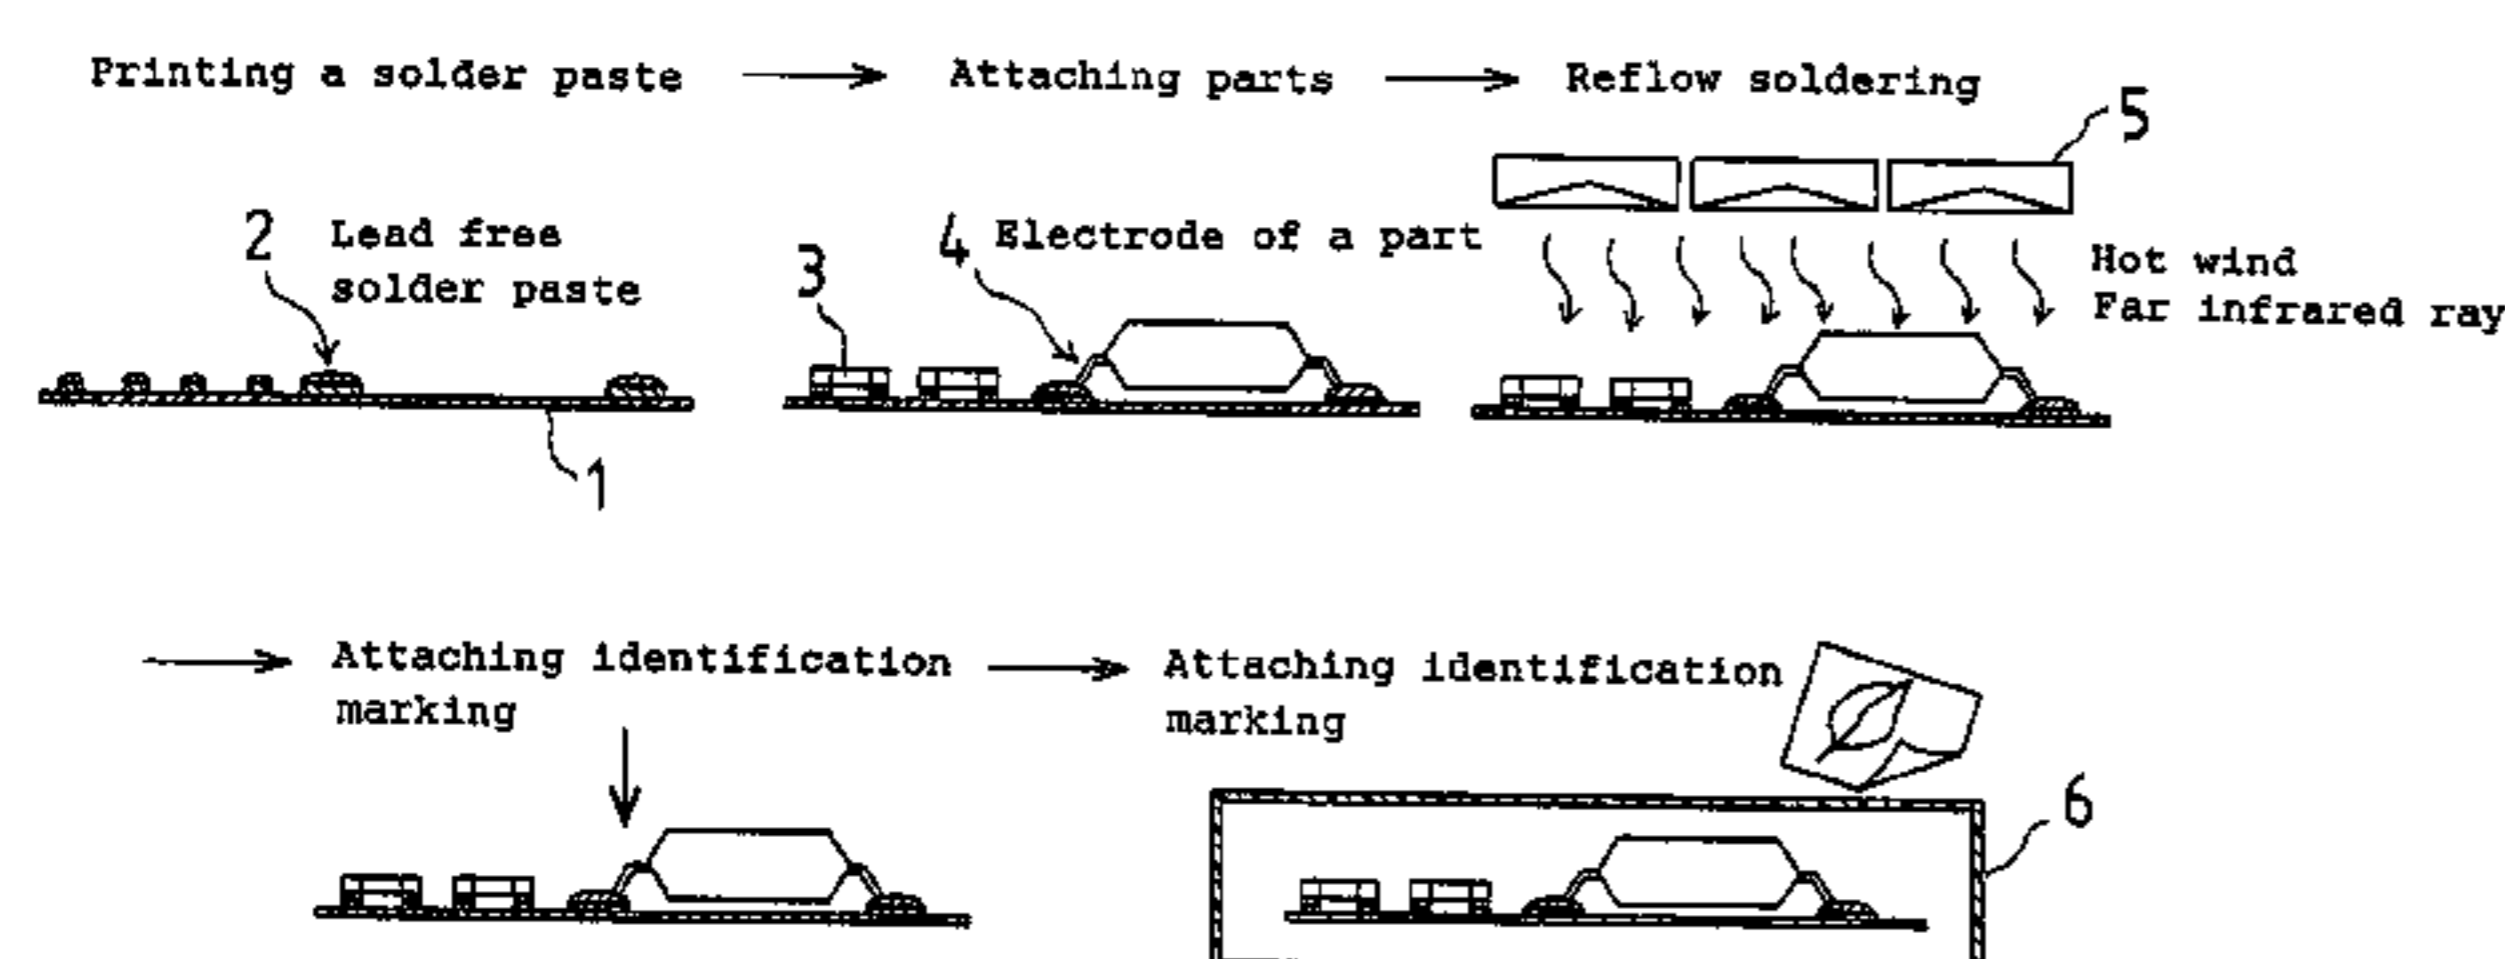 Printing a solder paste → Attaching parts → Reflow soldering
5
2 Lead free
solder paste
3
4 Electrode of a part
Hot wind
Far infrared ray
1
→ Attaching identification
marking
→ Attaching identification
marking
6